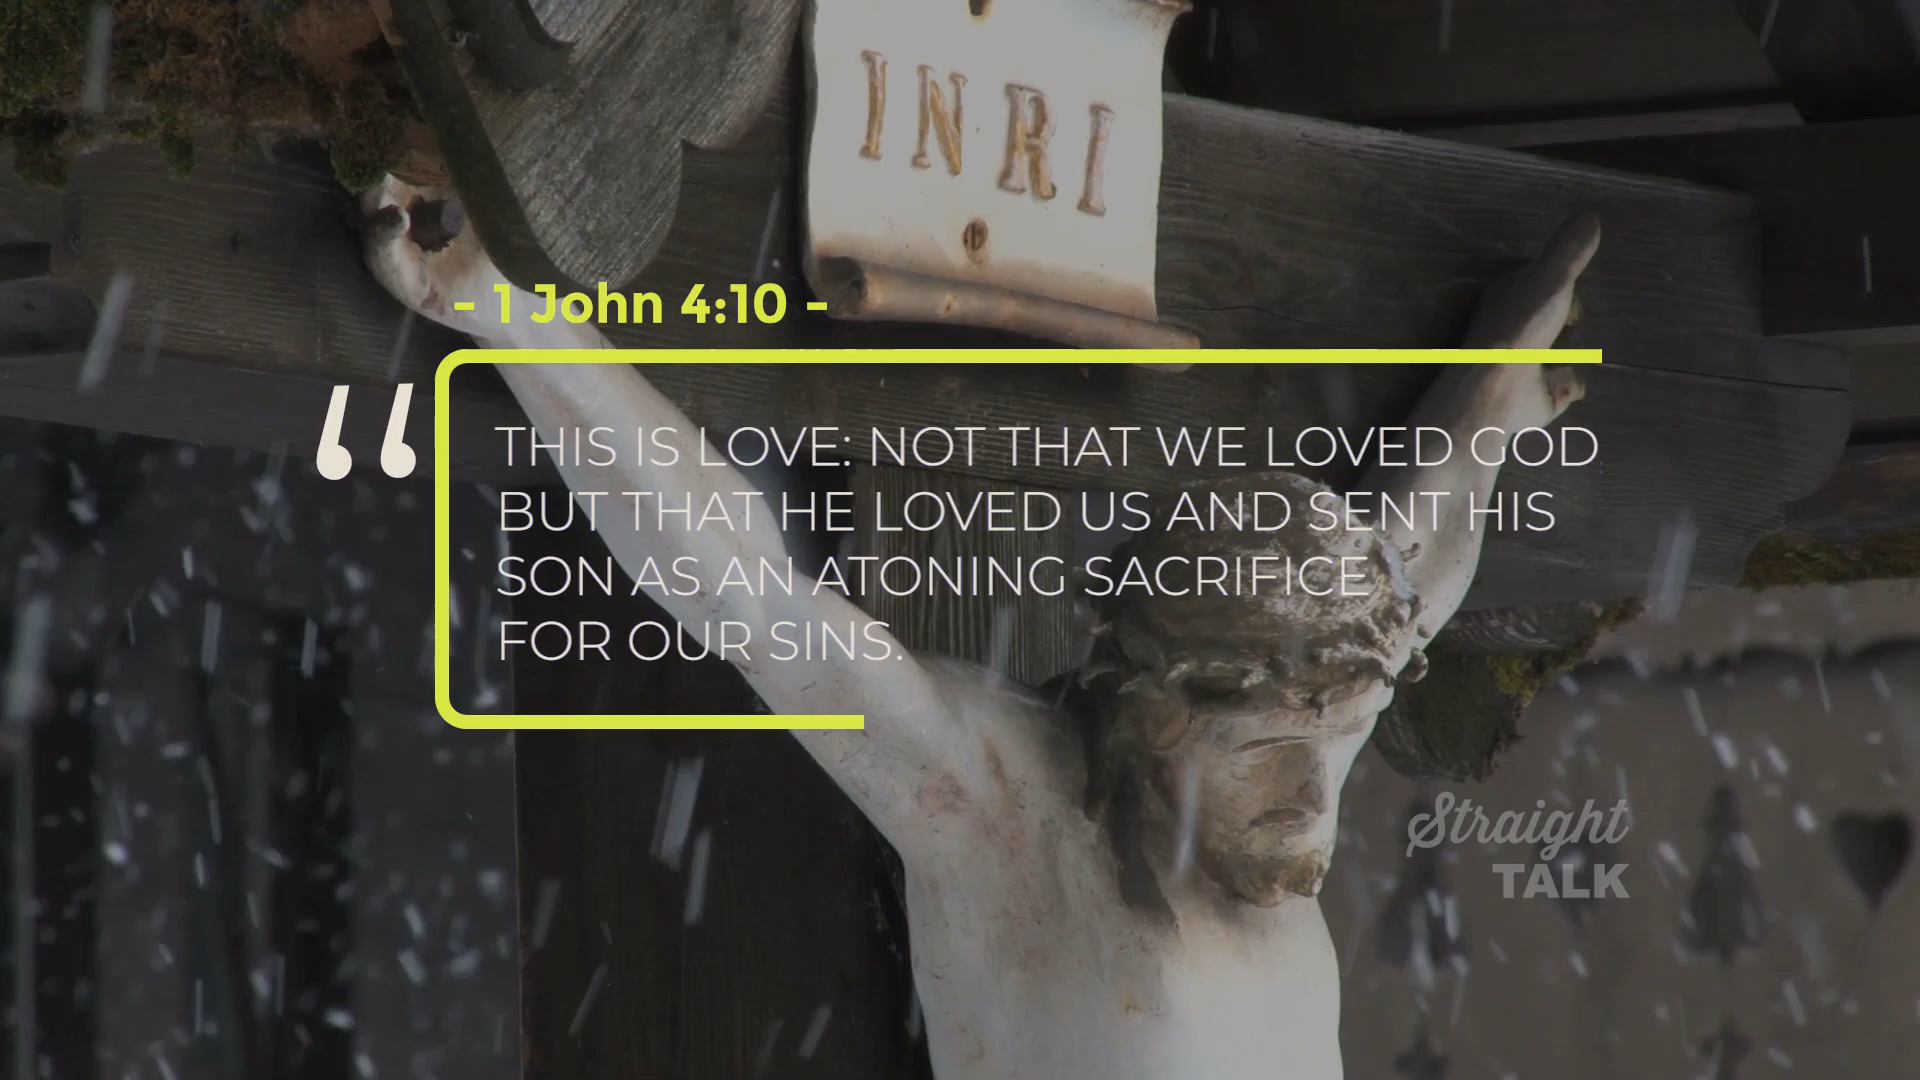 INRI
- 1 John 4:10 -
“
THIS IS LOVE: NOT THAT WE LOVED GOD
BUT THAT HE LOVED US AND SENT HIS
SON AS AN ATONING SACRIFICE
FOR OUR SINS.
Straight
TALK